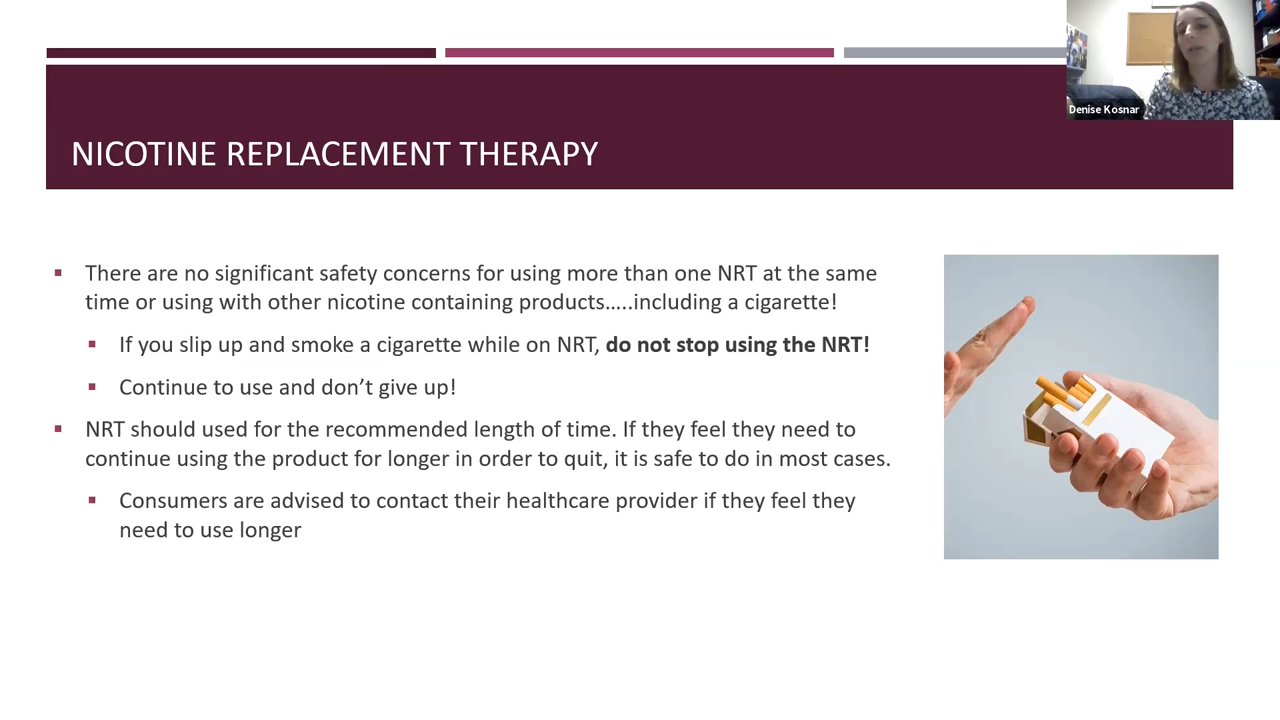 Denise Kosnar
NICOTINE REPLACEMENT THERAPY
▪ There are no significant safety concerns for using more than one NRT at the same
time or using with other nicotine containing products…..including a cigarette!
▪ If you slip up and smoke a cigarette while on NRT, do not stop using the NRT!
▪ Continue to use and don’t give up!
▪ NRT should used for the recommended length of time. If they feel they need to
continue using the product for longer in order to quit, it is safe to do in most cases.
▪ Consumers are advised to contact their healthcare provider if they feel they
need to use longer